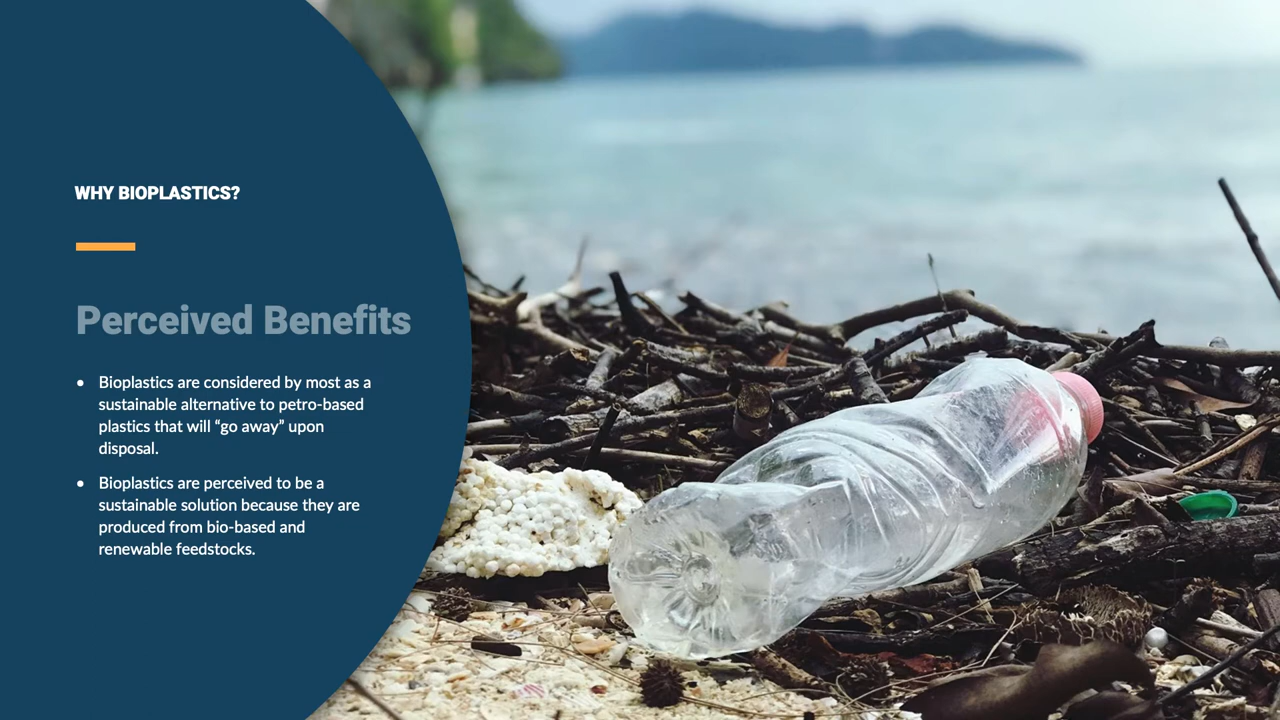 WHY BIOPLASTICS?
Perceived Benefits
● Bioplastics are considered by most as a
sustainable alternative to petro-based
plastics that will “go away” upon
disposal.
● Bioplastics are perceived to be a
sustainable solution because they are
produced from bio-based and
renewable feedstocks.